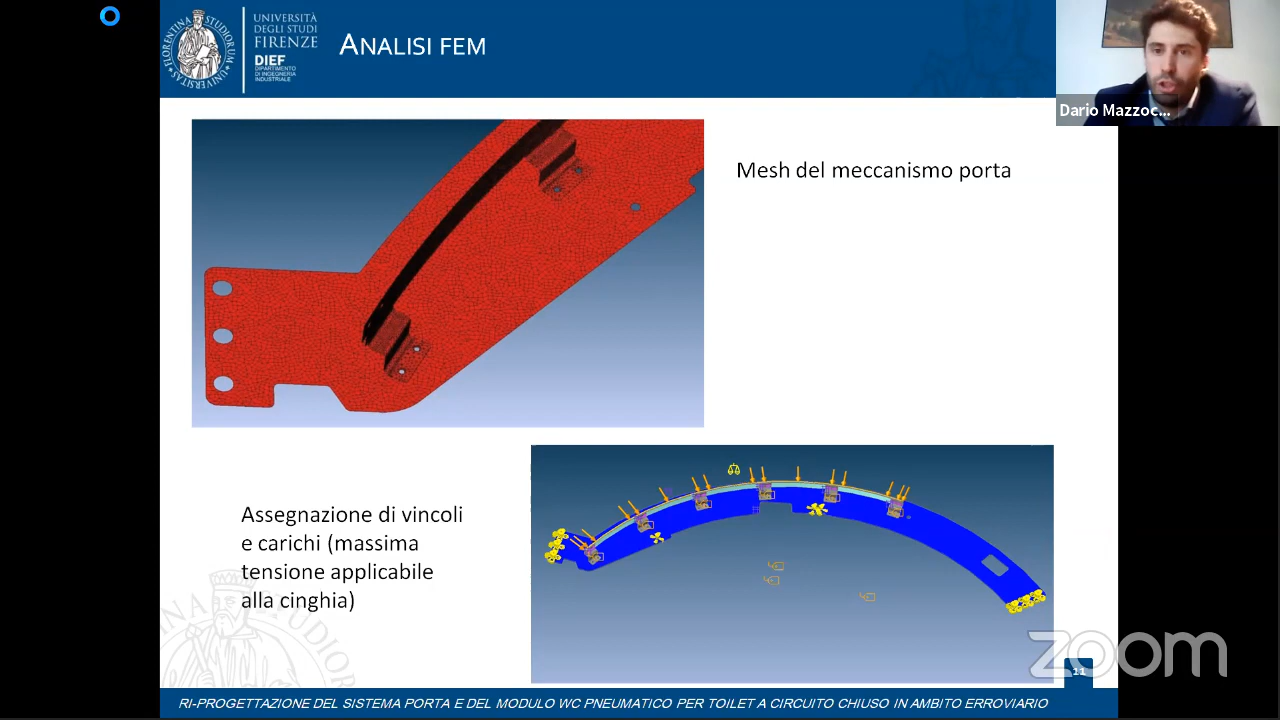 UNIVERSITÀ
DEGLI STUDI
FIRENZE
DIEF
DIPARTIMENTO
DI INGEGNERIA
INDUSTRIALE
ANALISI FEM
Dario Mazzoc...
Mesh del meccanismo porta
Assegnazione di vincoli
e carichi (massima
tensione applicabile
alla cinghia)
zoom
11
RI-PROGETTAZIONE DEL SISTEMA PORTA E DEL MODULO WC PNEUMATICO PER TOILET A CIRCUITO CHIUSO IN AMBITO ERROVIARIO